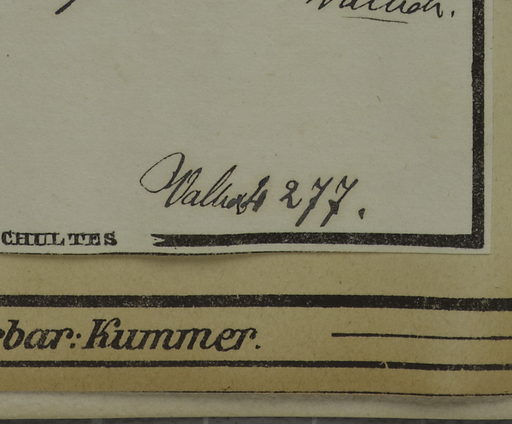 Wallich.
Wallich 277.
CHULTES
rbar: Kummer.